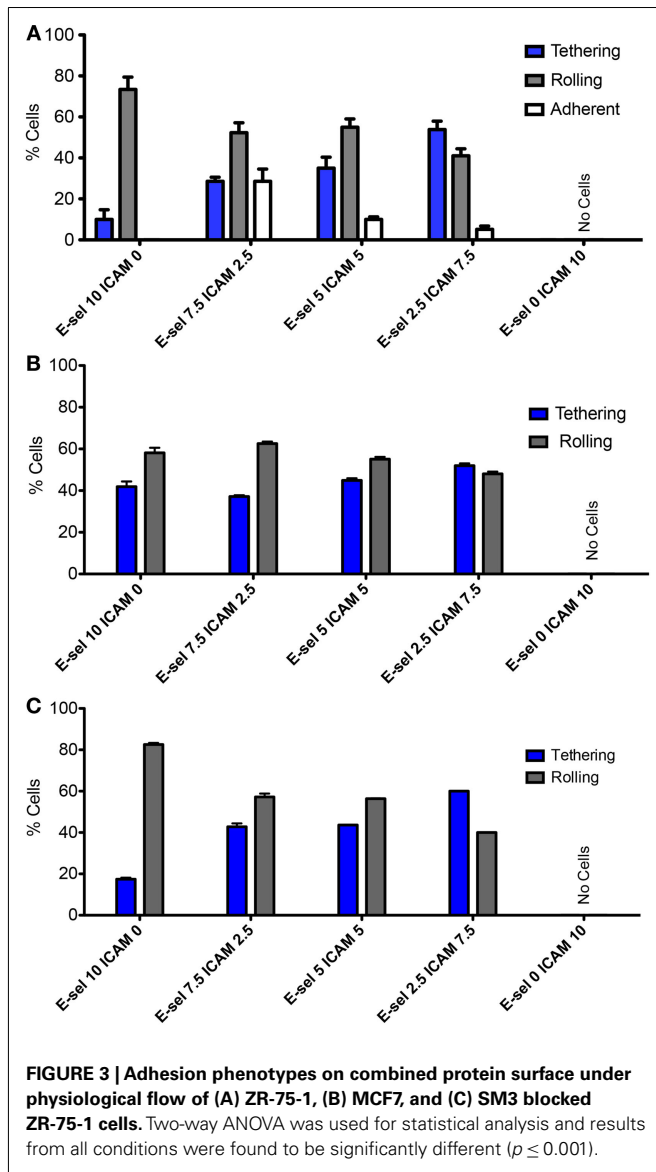 A
100
80
60
40
20
0
% Cells
Tethering
Rolling
Adherent
No Cells
E-sel 10 ICAM 0
E-sel 7.5 ICAM 2.5
E-sel 5 ICAM 5
E-sel 2.5 ICAM 7.5
E-sel 0 ICAM 10
B
100
80
60
40
20
0
% Cells
Tethering
Rolling
No Cells
E-sel 10 ICAM 0
E-sel 7.5 ICAM 2.5
E-sel 5 ICAM 5
E-sel 2.5 ICAM 7.5
E-sel 0 ICAM 10
C
100
80
60
40
20
0
% Cells
Tethering
Rolling
No Cells
E-sel 10 ICAM 0
E-sel 7.5 ICAM 2.5
E-sel 5 ICAM 5
E-sel 2.5 ICAM 7.5
E-sel 0 ICAM 10
FIGURE 3 | Adhesion phenotypes on combined protein surface under
physiological flow of (A) ZR-75-1, (B) MCF7, and (C) SM3 blocked
ZR-75-1 cells. Two-way ANOVA was used for statistical analysis and results
from all conditions were found to be significantly different (p ≤ 0.001).